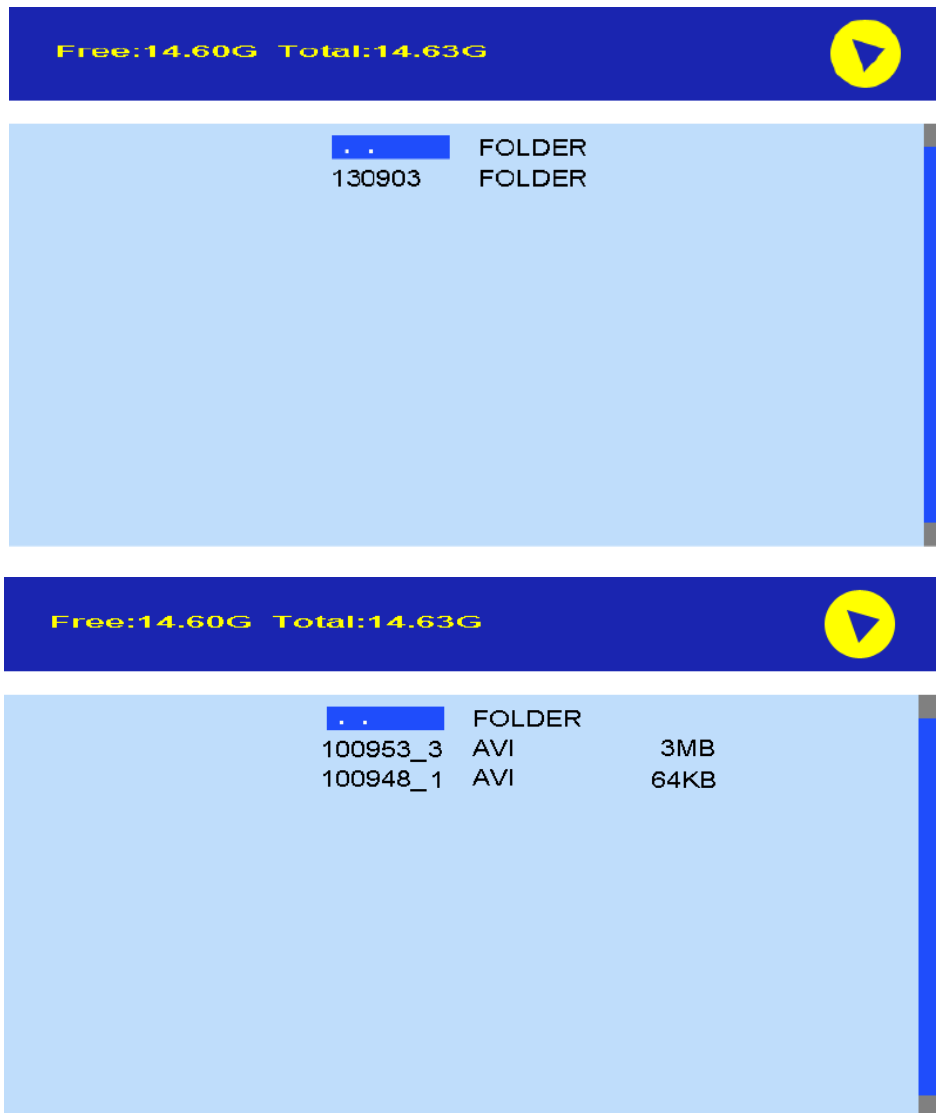 Free:14.60G Total:14.63G
. . FOLDER
130903 FOLDER
Free:14.60G Total:14.63G
. . FOLDER
100953_3 AVI 3MB
100948_1 AVI 64KB